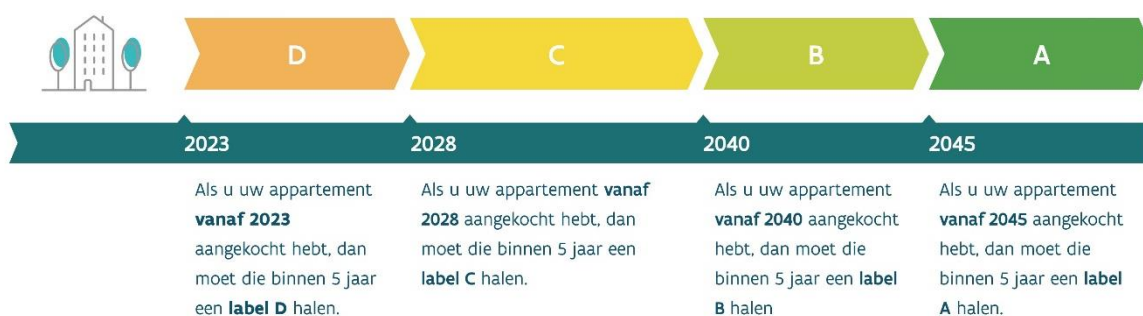 D
C
B
A
2023
2028
2040
2045
Als u uw appartement
vanaf 2023
aangekocht hebt, dan
moet die binnen 5 jaar
een label D halen.
Als u uw appartement vanaf
2028 aangekocht hebt, dan
moet die binnen 5 jaar een
label C halen.
Als u uw appartement
vanaf 2040 aangekocht
hebt, dan moet die
binnen 5 jaar een label
B halen
Als u uw appartement
vanaf 2045 aangekocht
hebt, dan moet die
binnen 5 jaar een label
A halen.